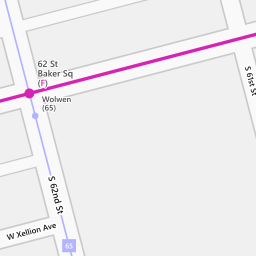 62 St
Baker Sq
(F)
Wolwen
(65)
S 61st St
S 62nd St
W Xellion Ave
65